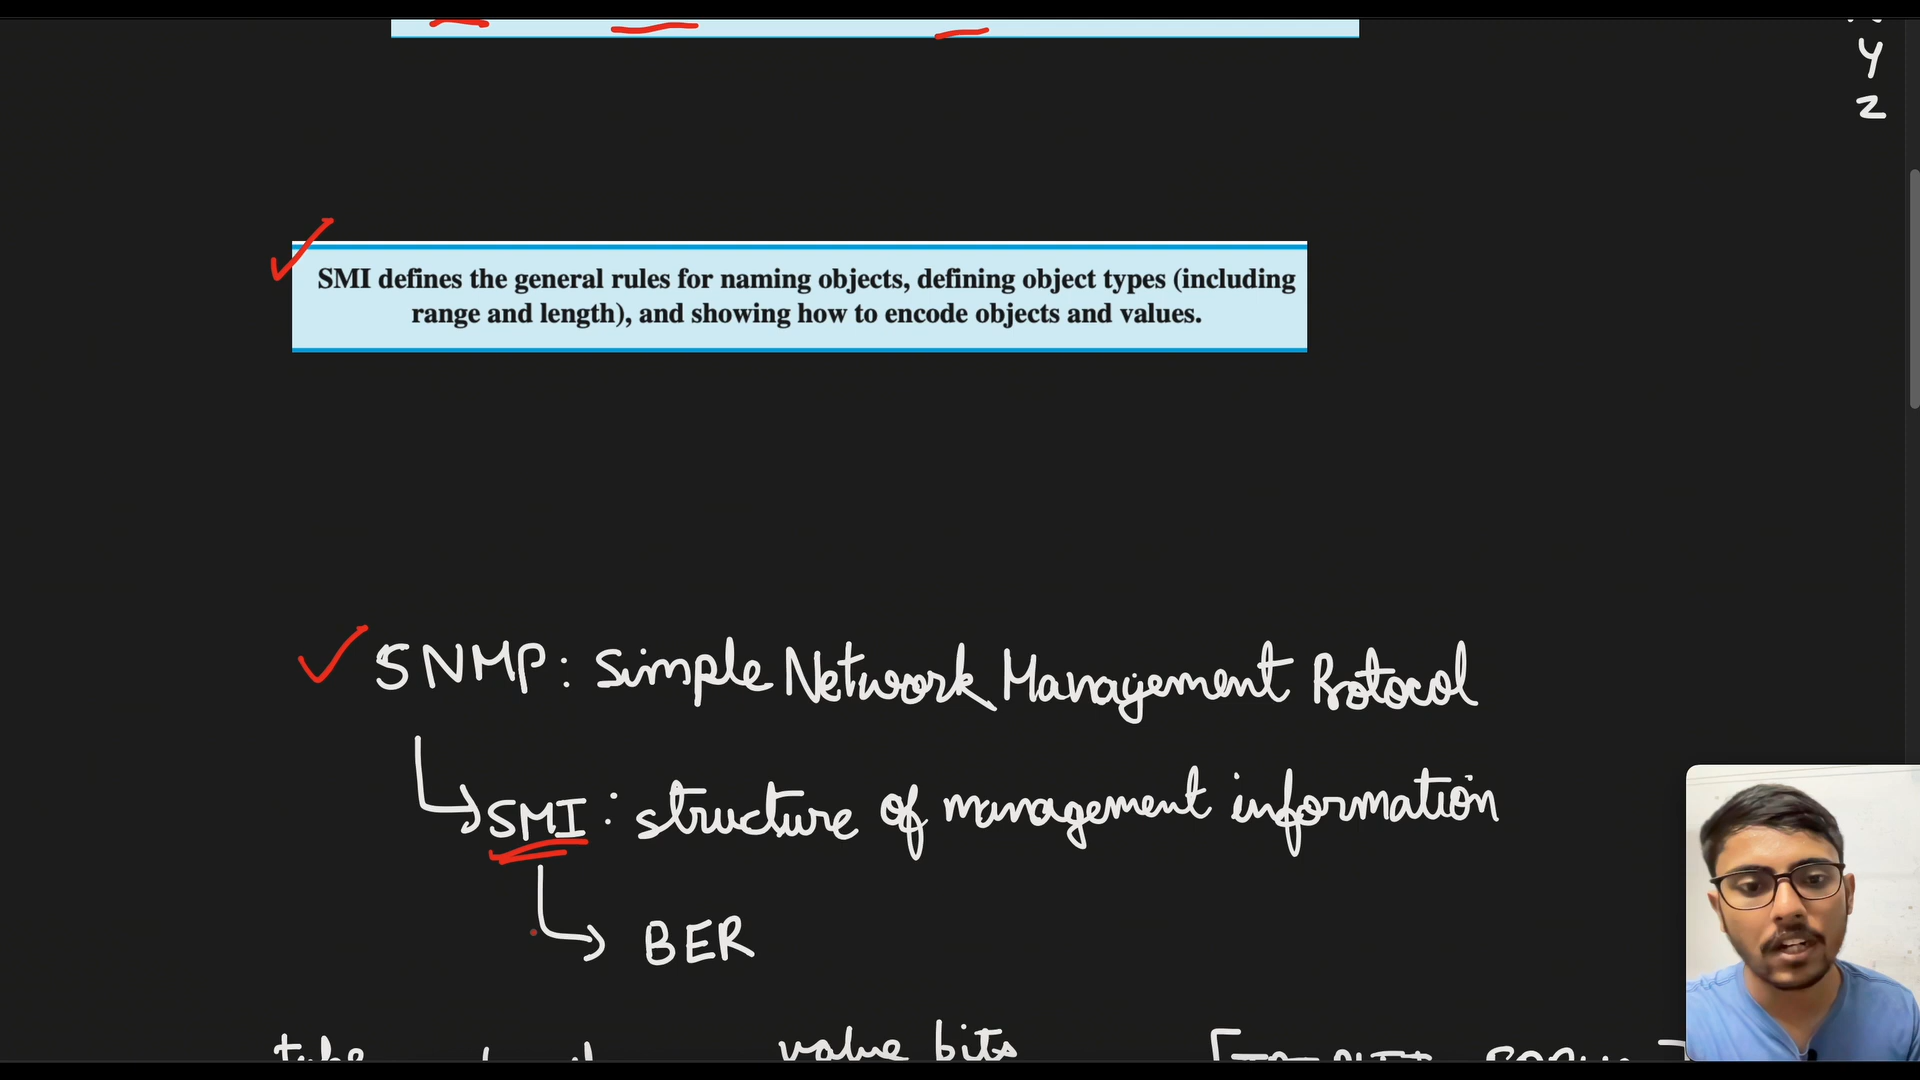 Y
Z
SMI defines the general rules for naming objects, defining object types (including
range and length), and showing how to encode objects and values.
SNMP: Simple Network Management Protocol
SMI: structure of management information
BER
value bits